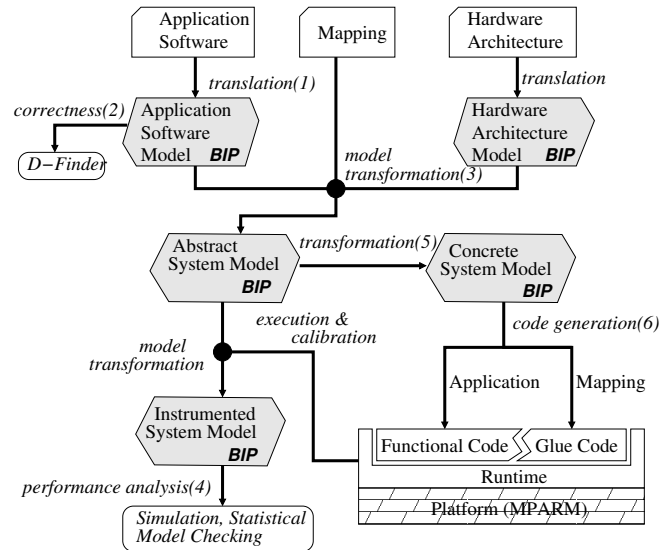 Application
Software
Mapping
Hardware
Architecture
translation(1)
translation
correctness(2)
Application
Software
Model BIP
Hardware
Architecture
Model BIP
D-Finder
model
transformation(3)
Abstract
System Model
BIP
transformation(5)
Concrete
System Model
BIP
execution &
calibration
code generation(6)
model
transformation
Application
Mapping
Instrumented
System Model
BIP
Functional Code
Glue Code
Runtime
performance analysis(4)
Platform (MPARM)
Simulation, Statistical
Model Checking